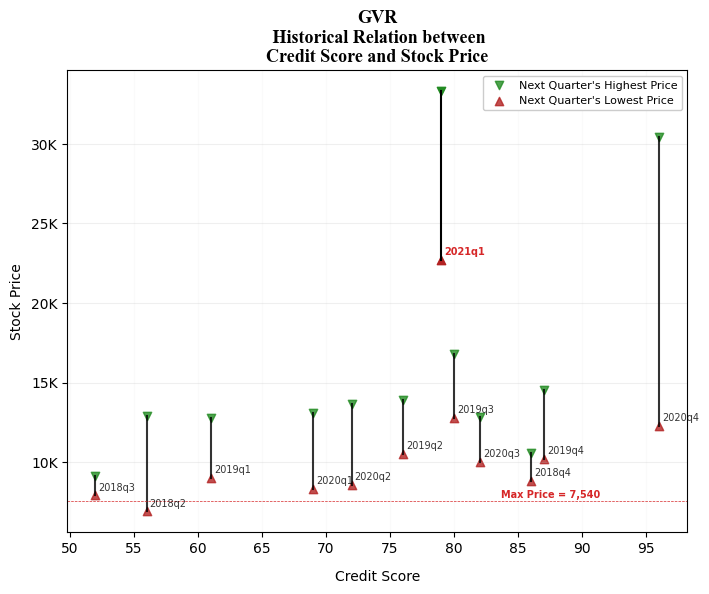 GVR
Historical Relation between
Credit Score and Stock Price
Next Quarter's Highest Price
Next Quarter's Lowest Price
Stock Price
30K
25K
20K
15K
10K
2021q1
2019q3
2020q4
2019q2
2019q4
2020q3
2019q1
2018q4
2020q1
2020q2
2018q3
2018q2
Max Price = 7,540
50
55
60
65
70
75
80
85
90
95
Credit Score